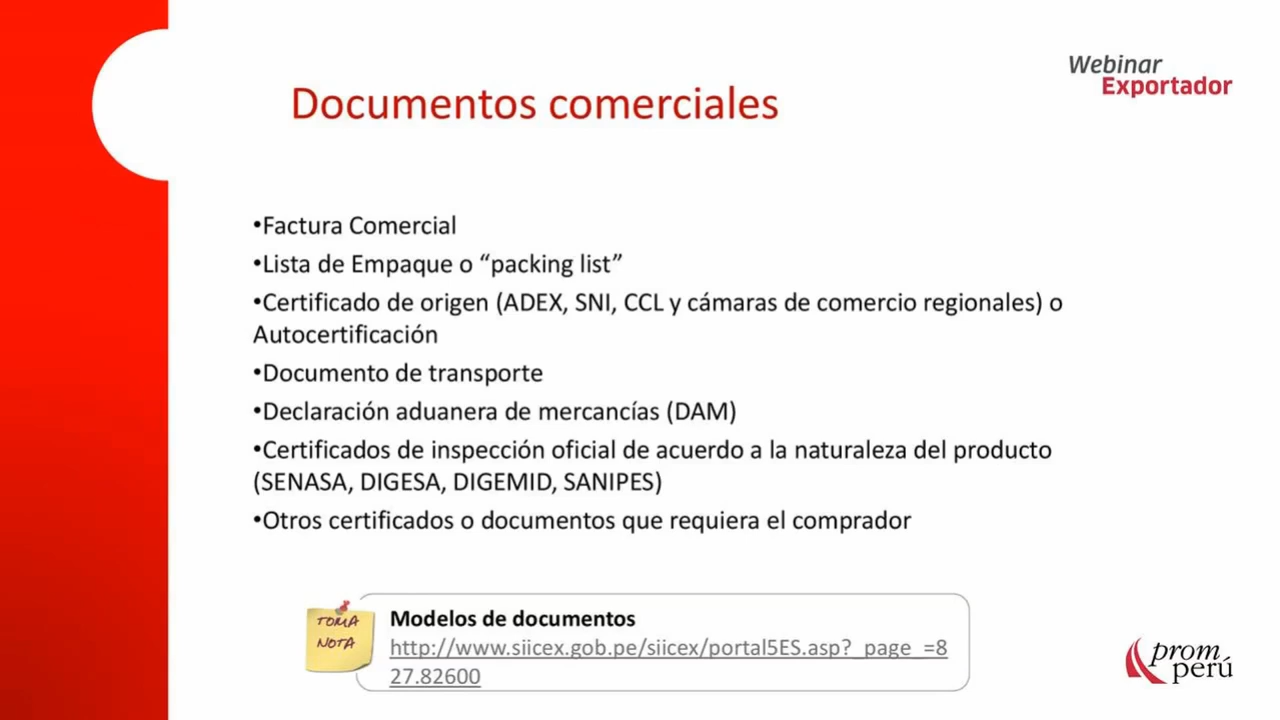 Webinar
Exportador
Documentos comerciales
•Factura Comercial
•Lista de Empaque o “packing list”
•Certificado de origen (ADEX, SNI, CCL y cámaras de comercio regionales) o
Autocertificación
•Documento de transporte
•Declaración aduanera de mercancías (DAM)
•Certificados de inspección oficial de acuerdo a la naturaleza del producto
(SENASA, DIGESA, DIGEMID, SANIPES)
•Otros certificados o documentos que requiera el comprador
TOMA
NOTA
Modelos de documentos
http://www.siicex.gob.pe/siicex/portal5ES.asp?_page_=8
27.82600
prom
perú